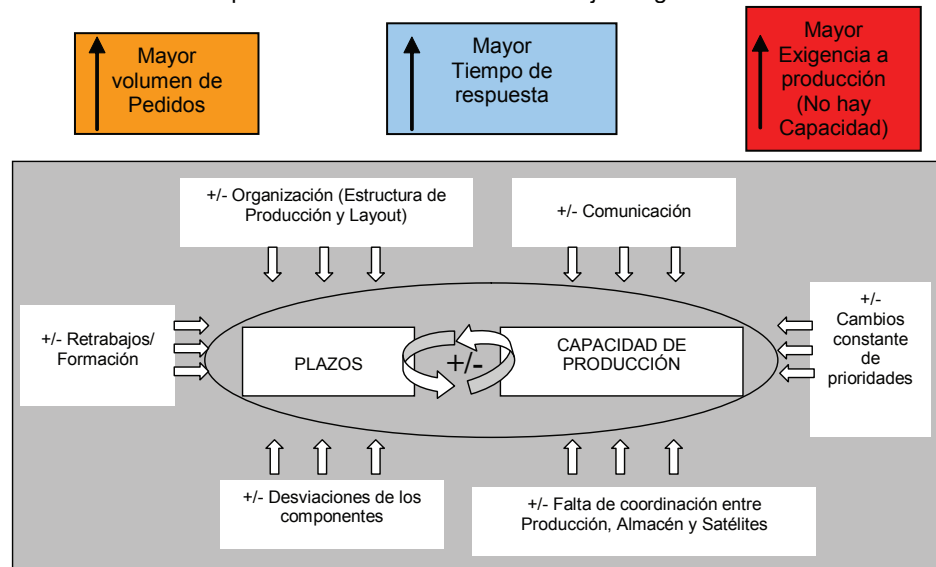 Mayor
volumen de
Pedidos
Mayor
Tiempo de
respuesta
Mayor
Exigencia a
producción
(No hay
Capacidad)
+/- Organización (Estructura de
Producción y Layout)
+/- Comunicación
+/- Retrabajos/
Formación
PLAZOS
+/-
CAPACIDAD DE
PRODUCCIÓN
+/-
Cambios
constante
de
prioridades
+/- Desviaciones de los
componentes
+/- Falta de coordinación entre
Producción, Almacén y Satélites